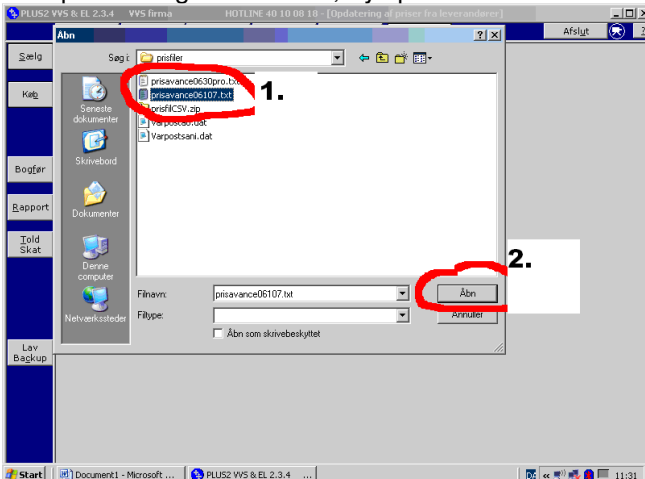 PLUS2 VVS & EL 2.3.4 VVS firma HOTLINE 40 10 08 18 - [Opdatering af priser fra leverandører]
Afslut
Åbn
Sælg
Søg i: prisfiler
prisavance0630pro.txt
1.
Køb
prisavance06107.txt
prisfilCSV.zip
Seneste dokumenter
Varpostsani.dat
Skrivebord
Bogfør
Rapport
Dokumenter
Told
Skat
Denne
computer
2.
Filnavn: prisavance06107.txt Åbn
Netværkssteder
Filtype: Annuller
Åbn som skrivebeskyttet
Lav
Backup
Start Document1 - Microsoft ... PLUS2 VVS & EL 2.3.4 ... 11:31